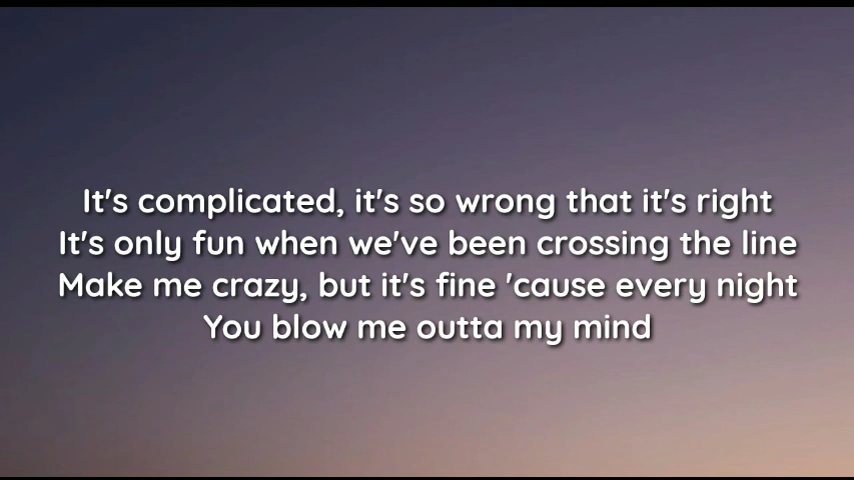 It's complicated, it's so wrong that it's right
It's only fun when we've been crossing the line
Make me crazy, but it's fine 'cause every night
You blow me outta my mind